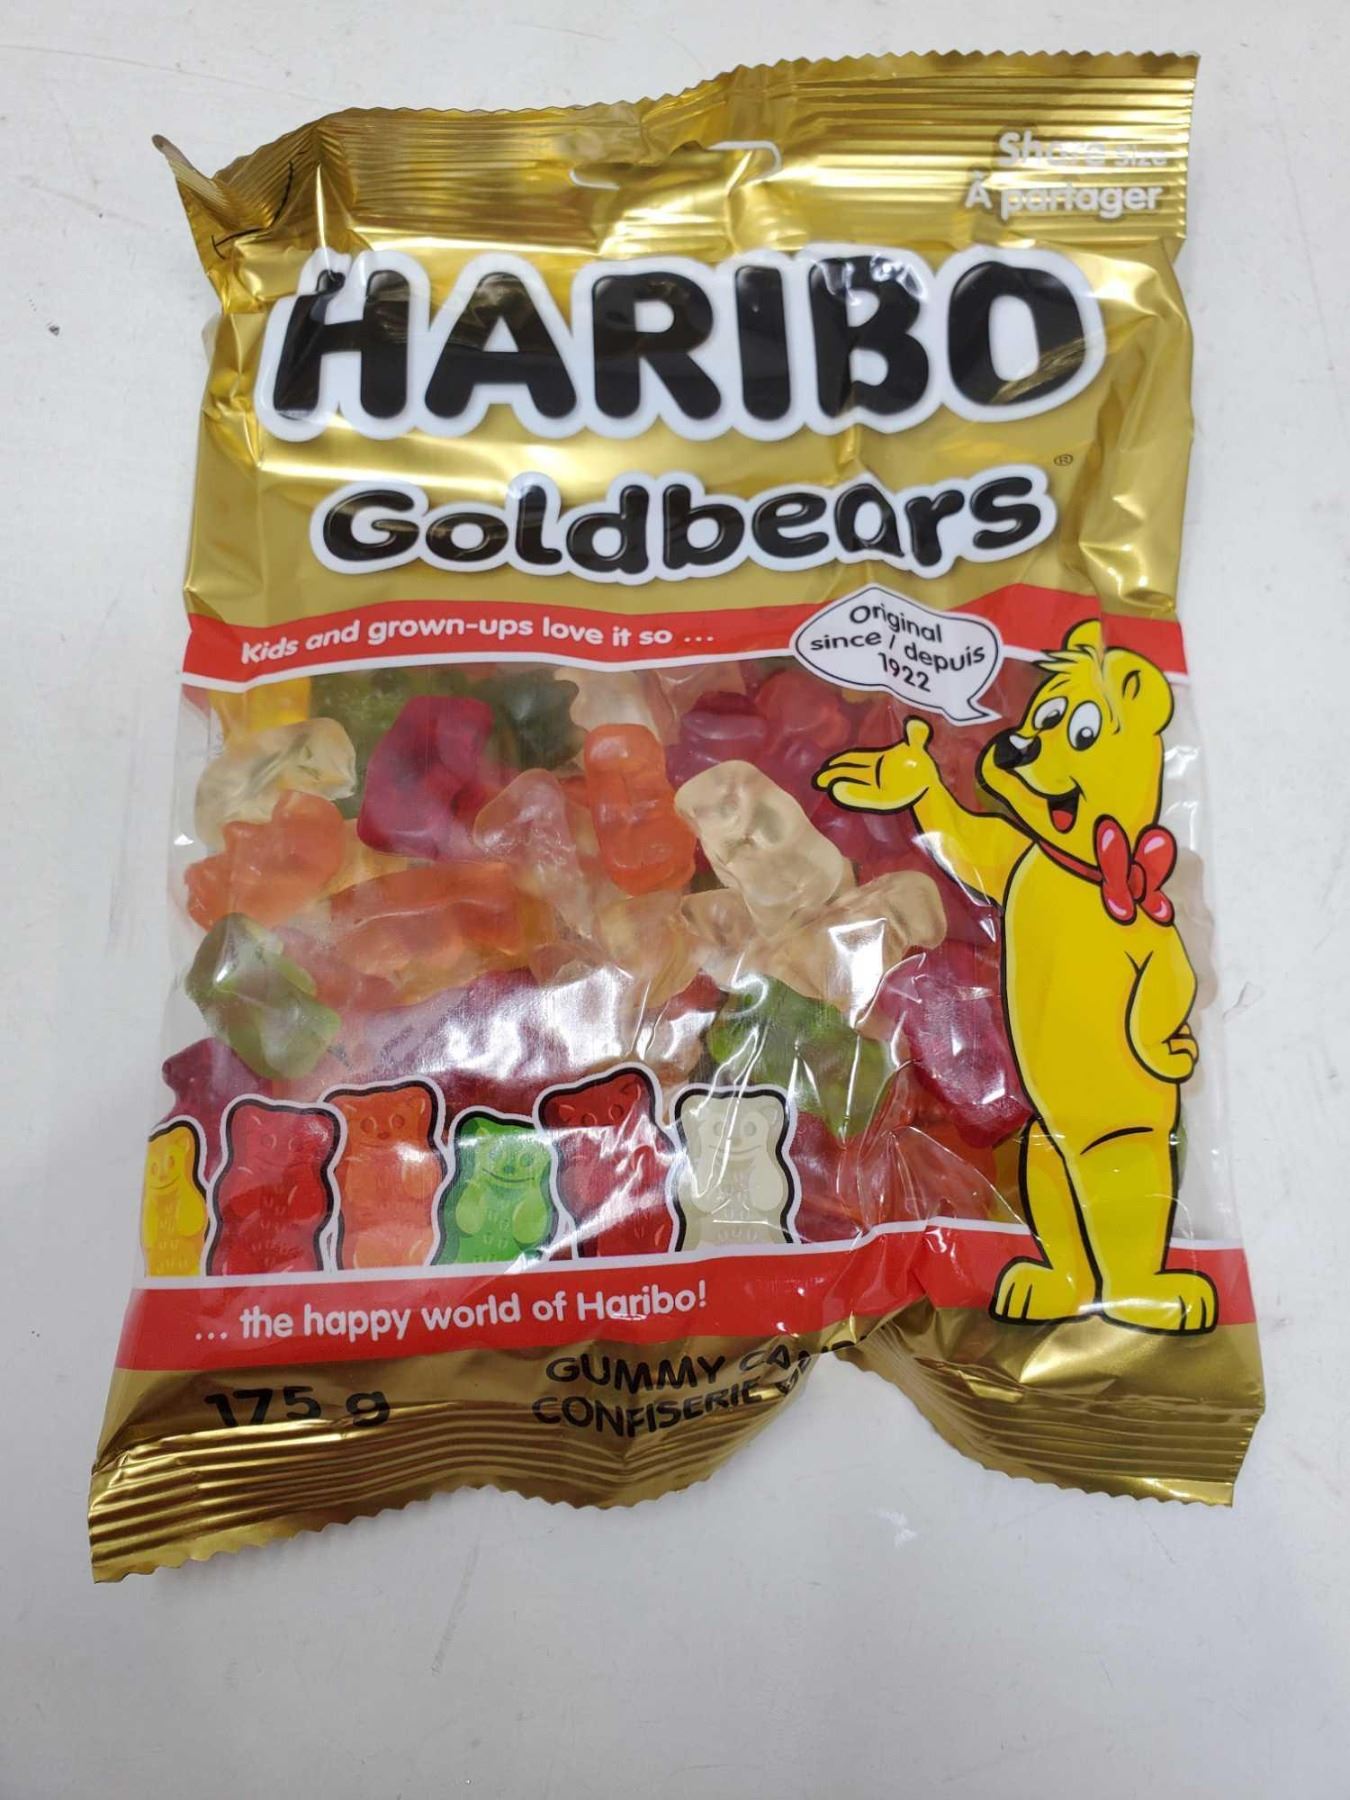 Share size
À partager
HARIBO
Goldbears®
Kids and grown-ups love it so ...
Original
since / depuis
1922
... the happy world of Haribo!
175 g
GUMMY
CONFISERIE